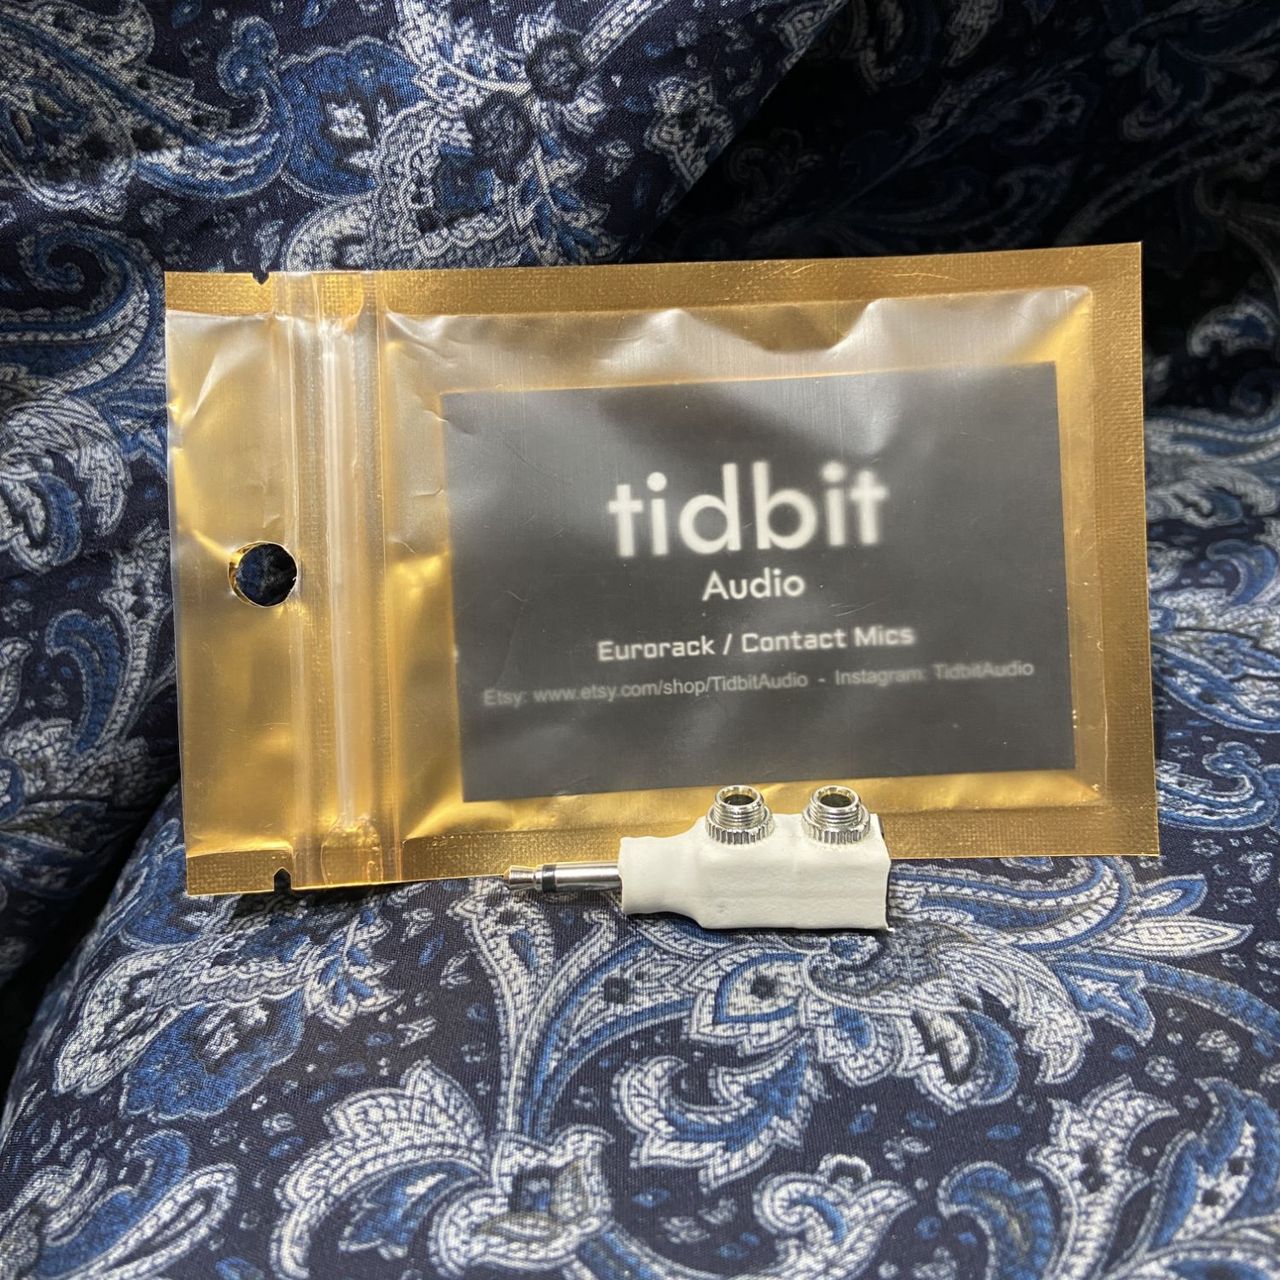 tidbit
Audio
Eurorack / Contact Mics
Etsy: www.etsy.com/shop/TidbitAudio - Instagram: TidbitAudio